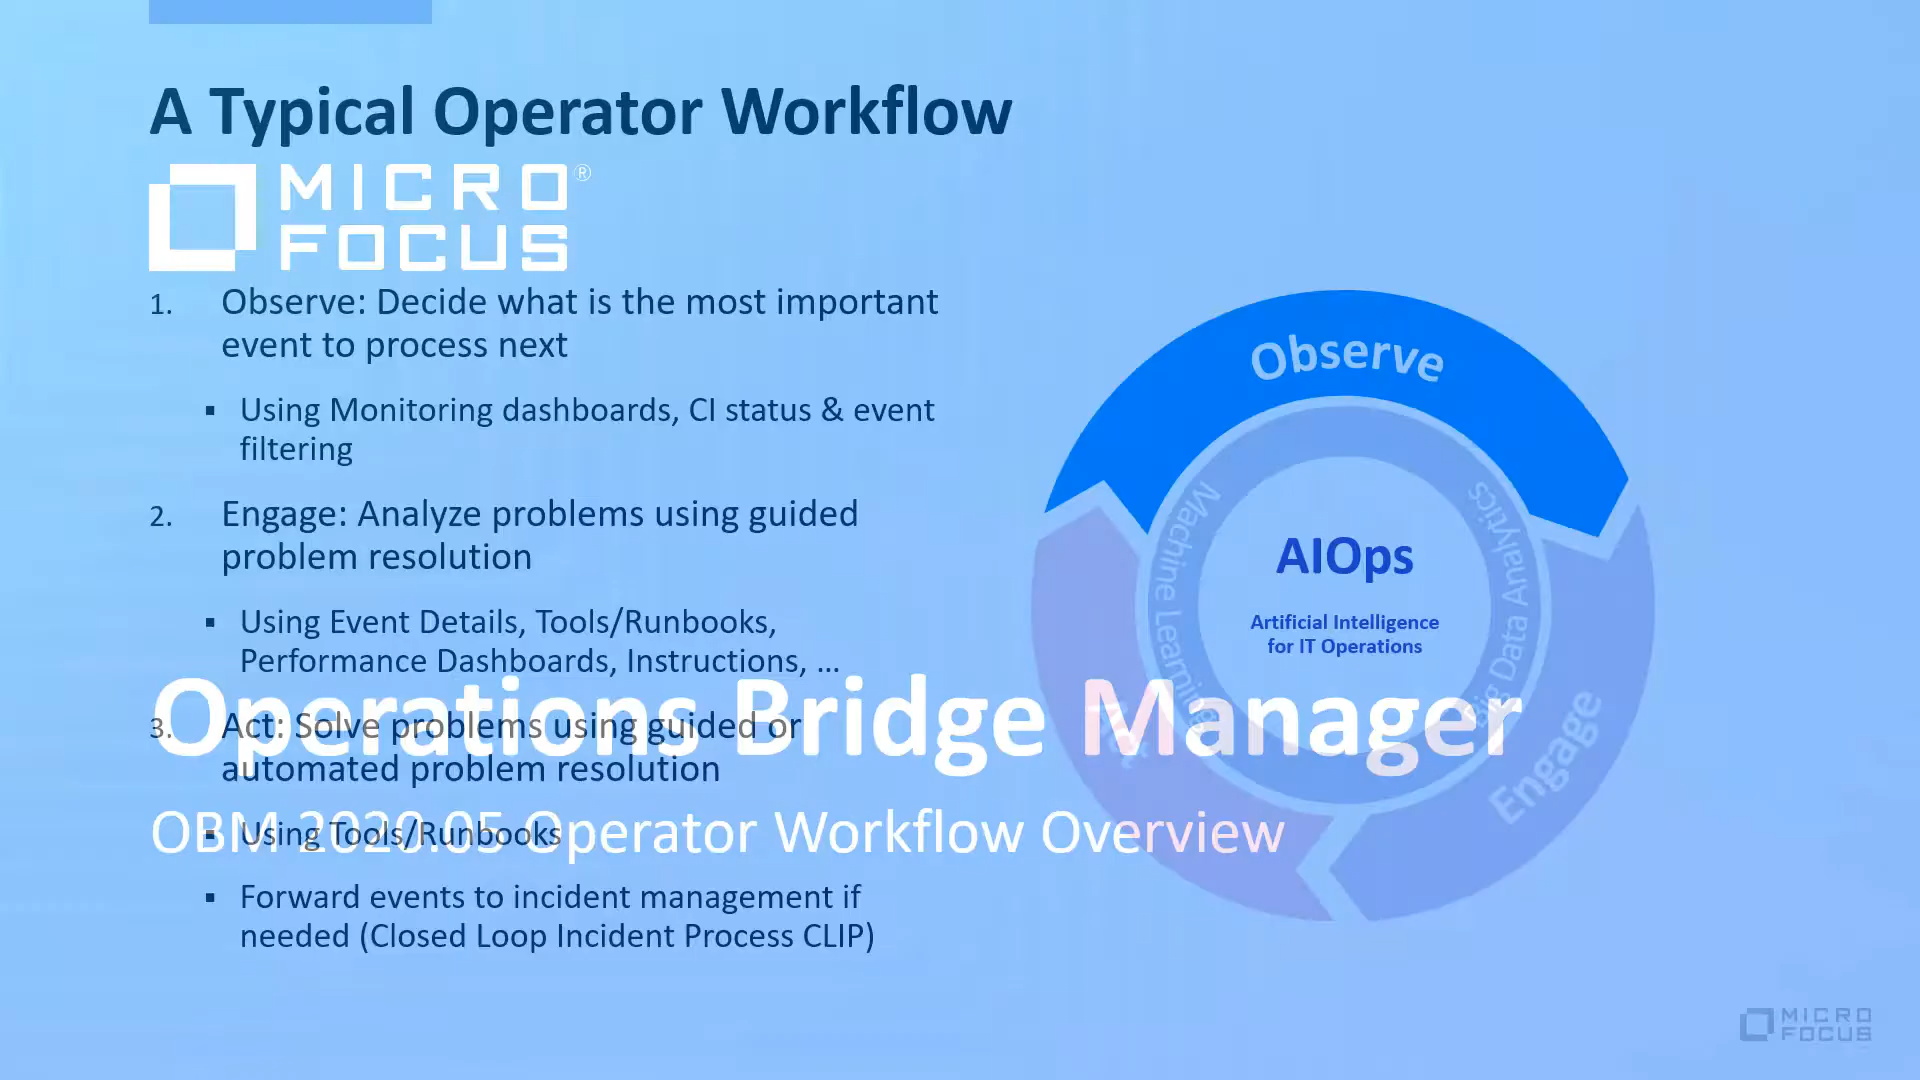 A Typical Operator Workflow
MICRO
FOCUS
®
1. Observe: Decide what is the most important
event to process next
▪ Using Monitoring dashboards, CI status & event
filtering
2. Engage: Analyze problems using guided
problem resolution
▪ Using Event Details, Tools/Runbooks,
Performance Dashboards, Instructions, ...
Operations Bridge Manager
3. Act: Solve problems using guided or
automated problem resolution
OBM 2020.05 Operator Workflow Overview
▪ Using Tools/Runbooks
▪ Forward events to incident management if
needed (Closed Loop Incident Process CLIP)
Observe
Machine Learning
Big Data Analytics
AIOps
Artificial Intelligence
for IT Operations
Act
Engage
MICRO
FOCUS